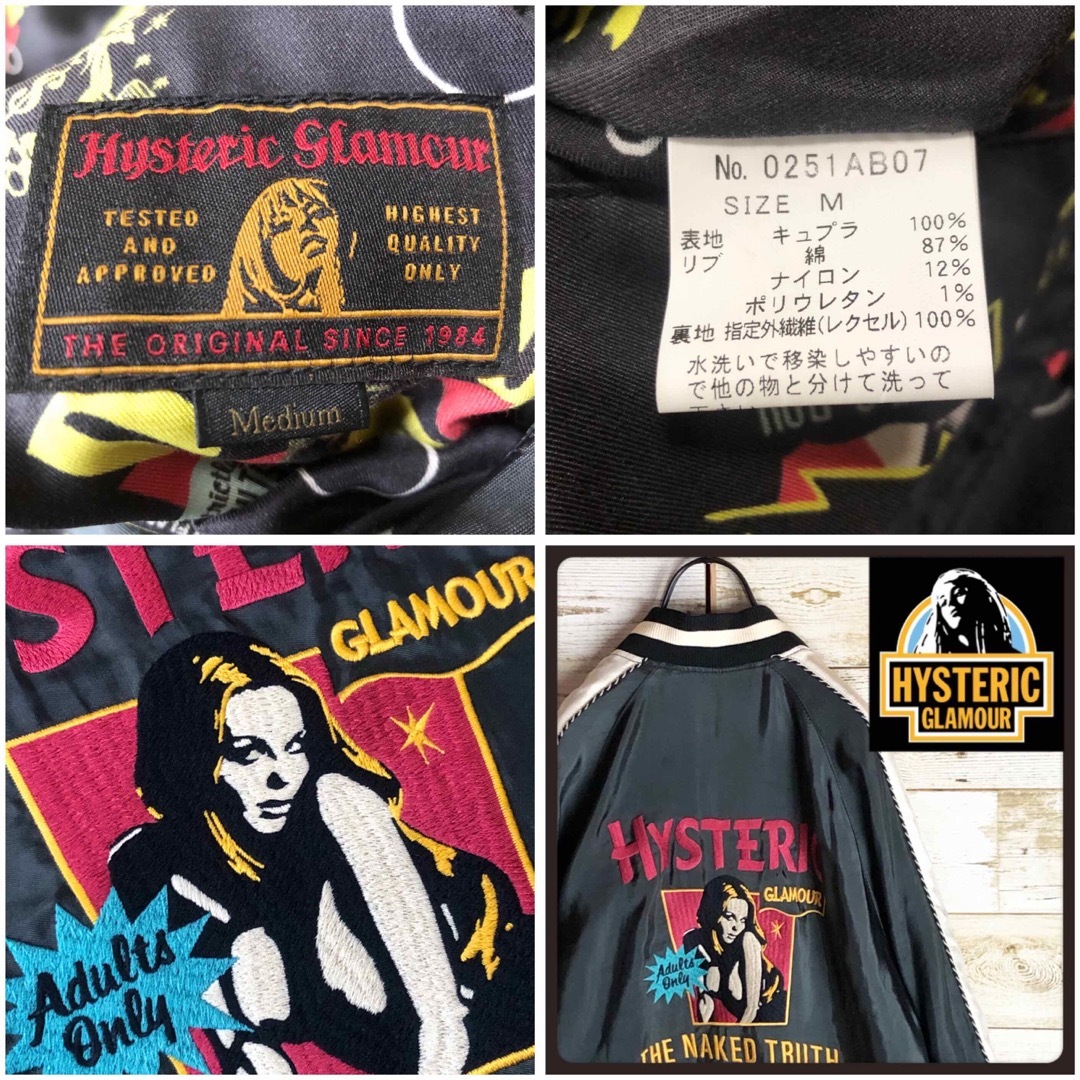 Hysteric Glamour
TESTED
AND
APPROVED
HIGHEST
QUALITY
ONLY
THE ORIGINAL SINCE 1984
Medium
No. 0251AB07
SIZE M
表地 キュプラ 100%
リブ 綿 87%
ナイロン 12%
ポリウレタン 1%
裏地 指定外繊維(レクセル) 100%
水洗いで移染しやすいの
で他の物と分けて洗って
GLAMOUR
Adults
Only
HYSTERIC
GLAMOUR
HYSTERIC
GLAMOUR
Adults
Only
THE NAKED TRUTH